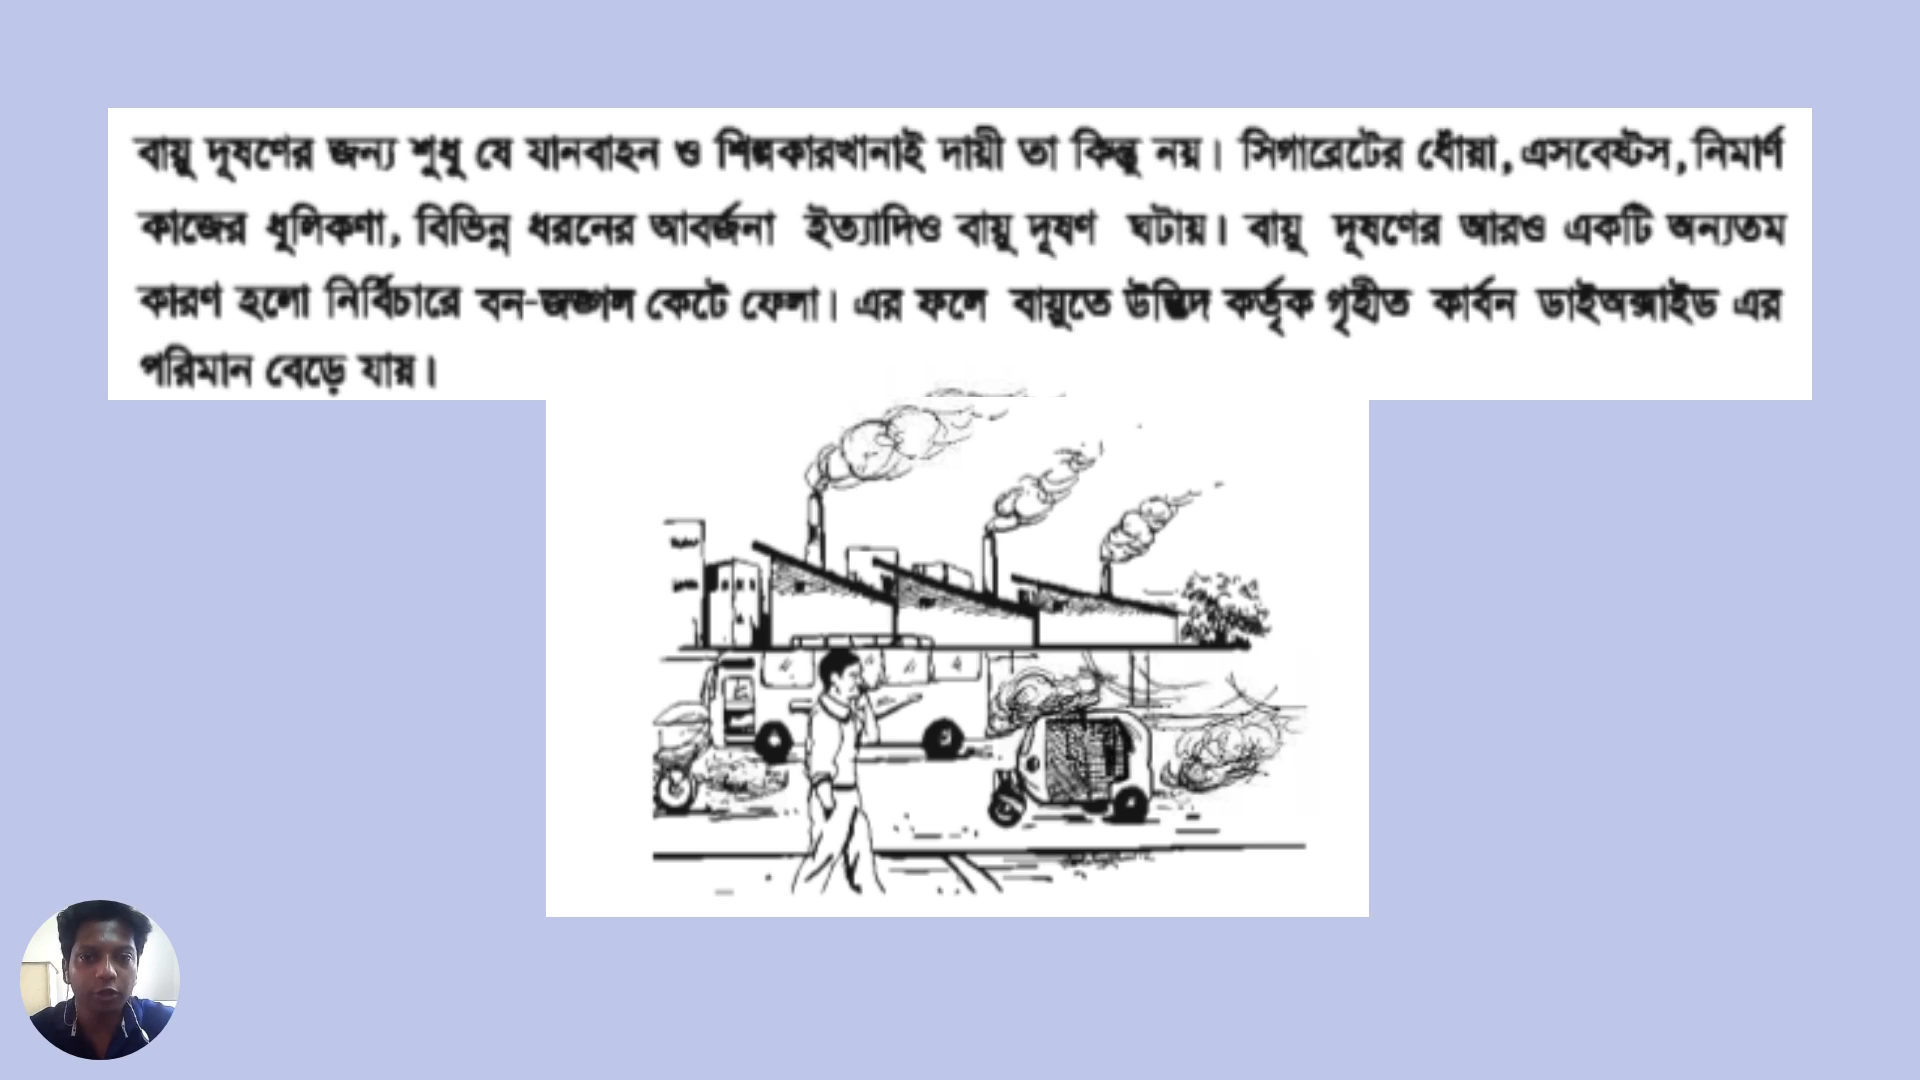 বায়ু দূষণের জন্য শুধু যে যানবাহন ও শিল্পকারখানাই দায়ী তা কিন্তু নয়। সিগারেটের ধোঁয়া, এসবেস্টস, নিমার্ণ
কাজের ধূলিকণা, বিভিন্ন ধরনের আবর্জনা ইত্যাদিও বায়ু দূষণ ঘটায়। বায়ু দূষণের আরও একটি অন্যতম
কারণ হলো নির্বিচারে বন-জঙ্গল কেটে ফেলা। এর ফলে বায়ুতে উদ্ভিদ কর্তৃক গৃহীত কার্বন ডাইঅক্সাইড এর
পরিমান বেড়ে যায়।